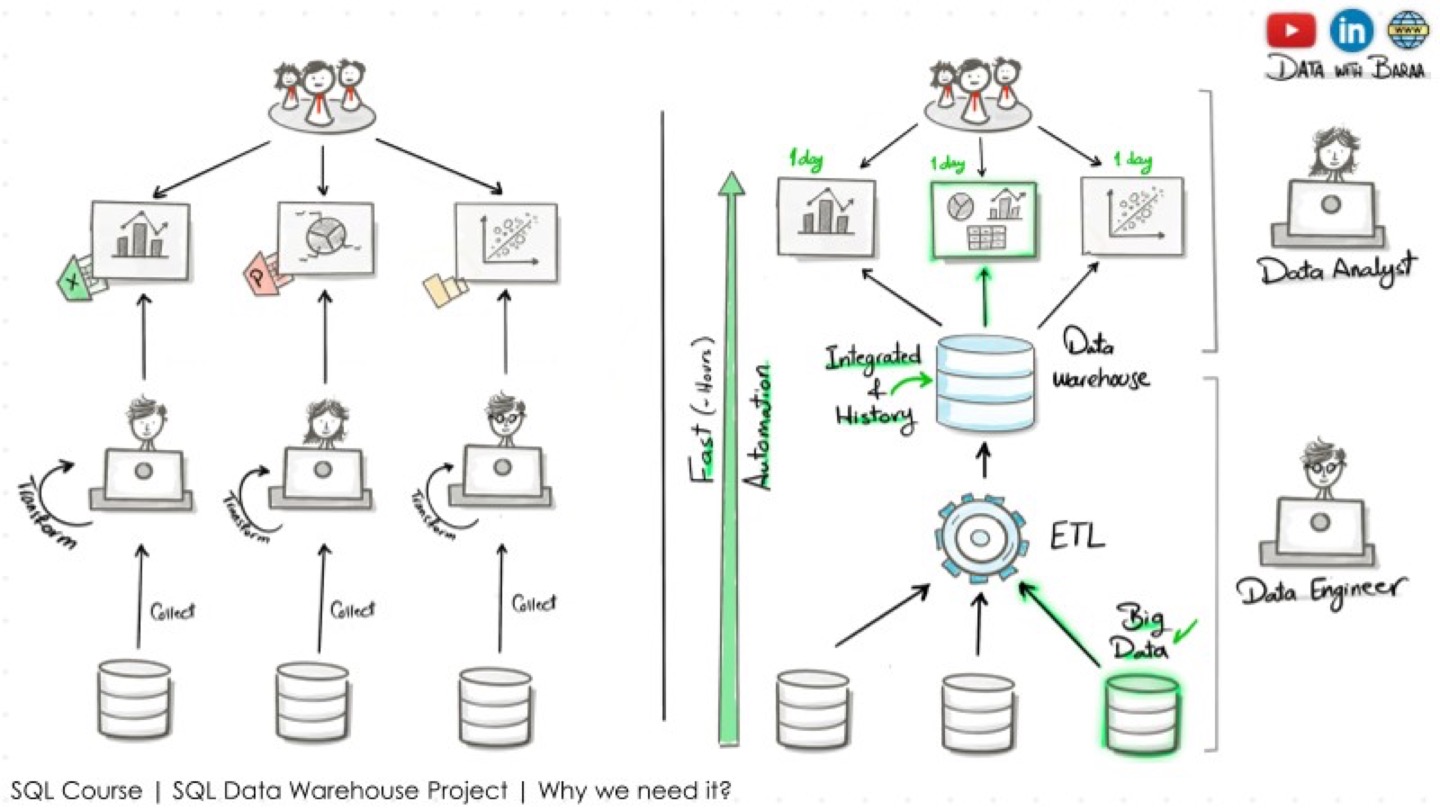 in
WWW
DATA WITH BARAA
1 day
1 day
1 day
X
P
Data Analyst
Integrated
&
History
Data
Warehouse
Fast (~Hours)
Automation
Transform
Transform
Transform
ETL
Collect
Collect
Collect
Big
Data
Data Engineer
SQL Course | SQL Data Warehouse Project | Why we need it?